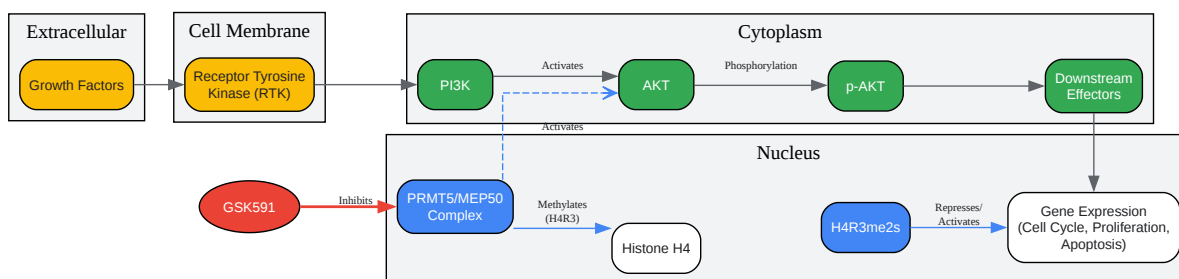 Extracellular
Growth Factors
Cell Membrane
Receptor Tyrosine
Kinase (RTK)
Cytoplasm
PI3K
Activates
AKT
Phosphorylation
p-AKT
Downstream
Effectors
Activates
Nucleus
GSK591
Inhibits
PRMT5/MEP50
Complex
Methylates
(H4R3)
Histone H4
H4R3me2s
Represses/
Activates
Gene Expression
(Cell Cycle, Proliferation,
Apoptosis)